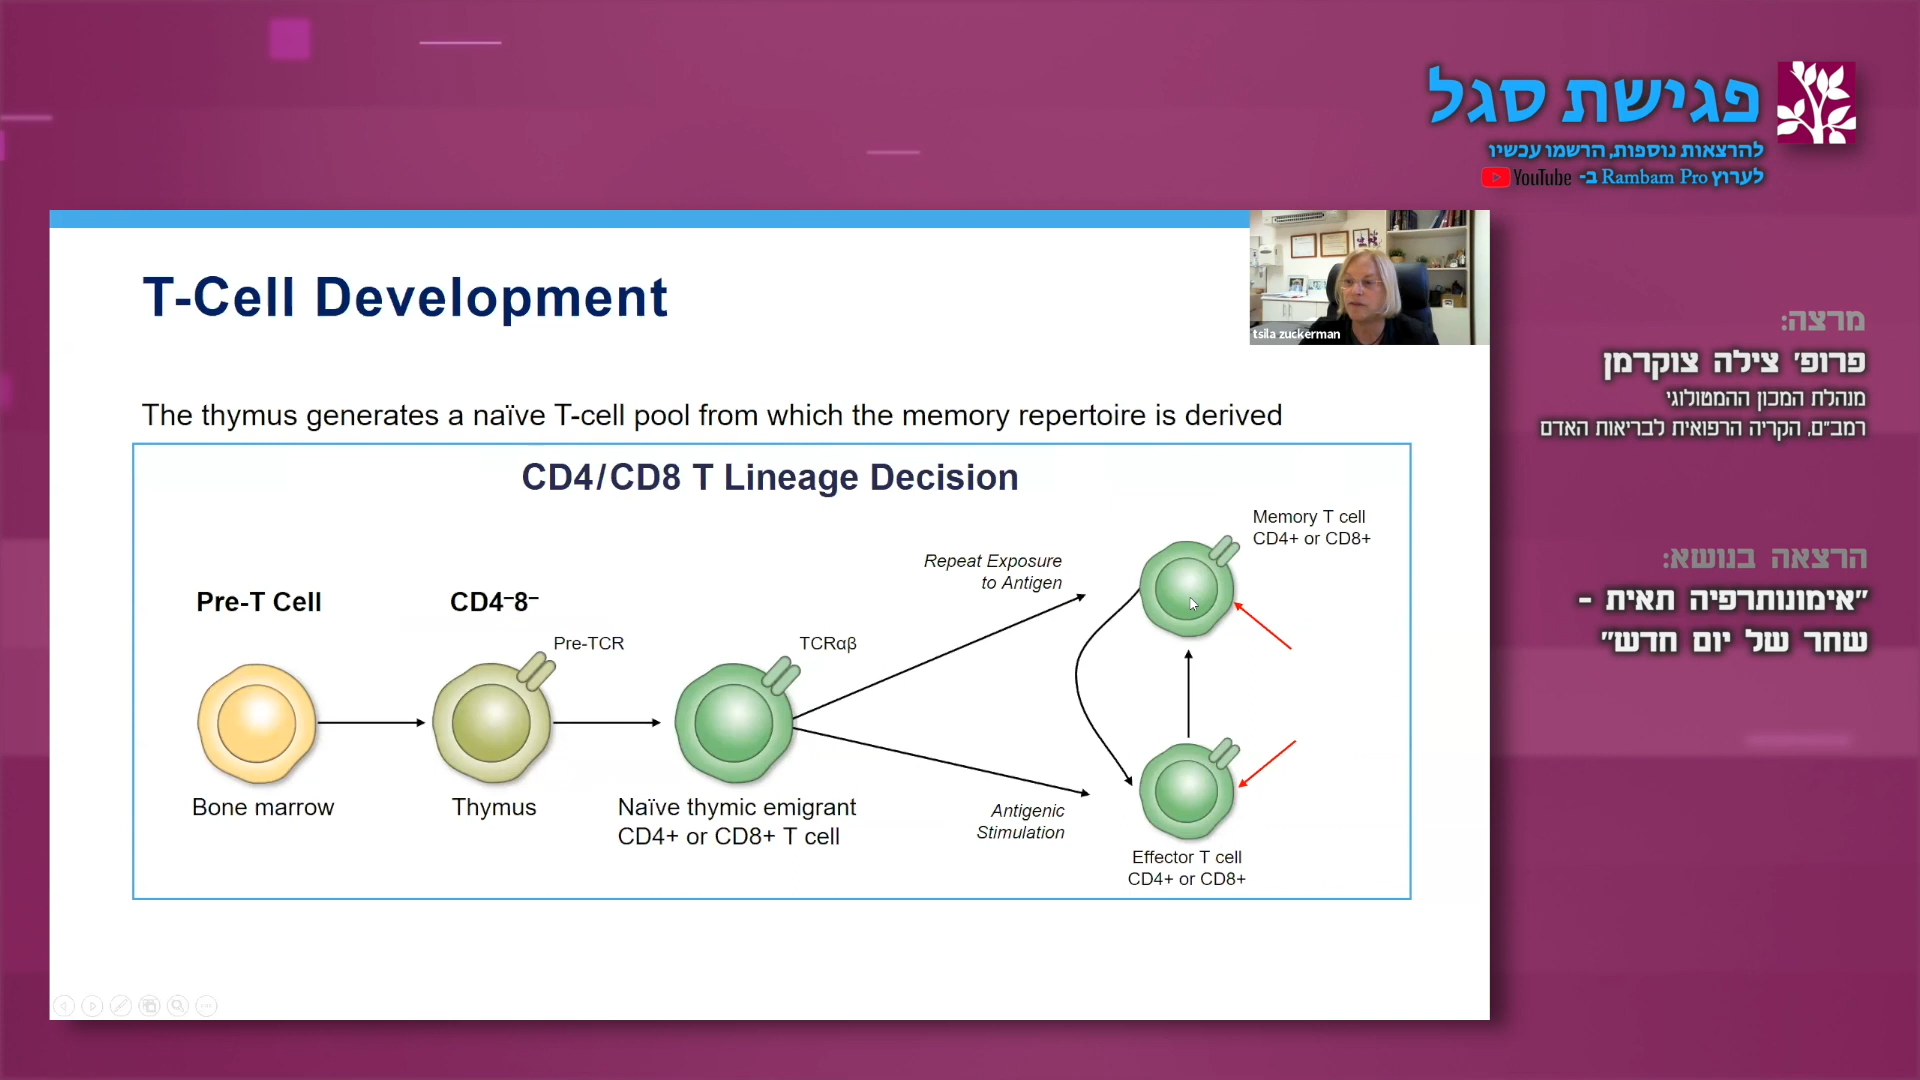 פגישת סגל
להרצאות נוספות, הרשמו עכשיו
לערוץ Rambam Pro ב- YouTube
T-Cell Development
tsila zuckerman
The thymus generates a naïve T-cell pool from which the memory repertoire is derived
CD4/CD8 T Lineage Decision
Memory T cell
CD4+ or CD8+
Repeat Exposure
to Antigen
Pre-T Cell
CD4⁻8⁻
Pre-TCR
TCRαβ
Bone marrow
Thymus
Naïve thymic emigrant
CD4+ or CD8+ T cell
Antigenic
Stimulation
Effector T cell
CD4+ or CD8+
מרצה:
פרופ' צילה צוקרמן
מנהלת המכון ההמטולוגי
רמב"ם, הקריה הרפואית לבריאות האדם
הרצאה בנושא:
"אימונותרפיה תאית -
שחר של יום חדש"